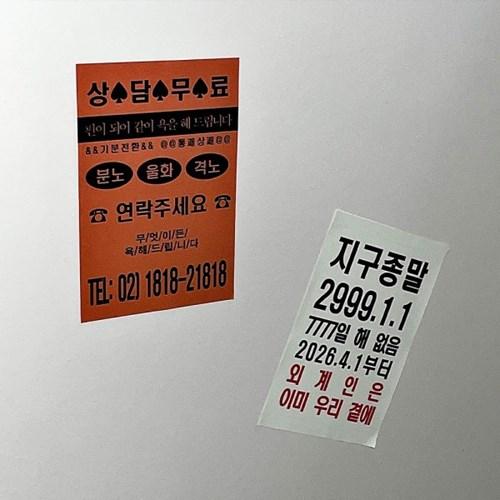 상♠담♠무♠료
편이 되어 같이 욕을 해 드립니다
&&기분전환&& @@통쾌상쾌@@
분노 울화 격노
☎ 연락주세요 ☎
무/엇/이/든/
욕/해/드/립/니/다
TEL: 02) 1818-21818
지구종말
2999.1.1
7777일 해 없음
2026.4.1부터
외계인은
이미 우리 곁에